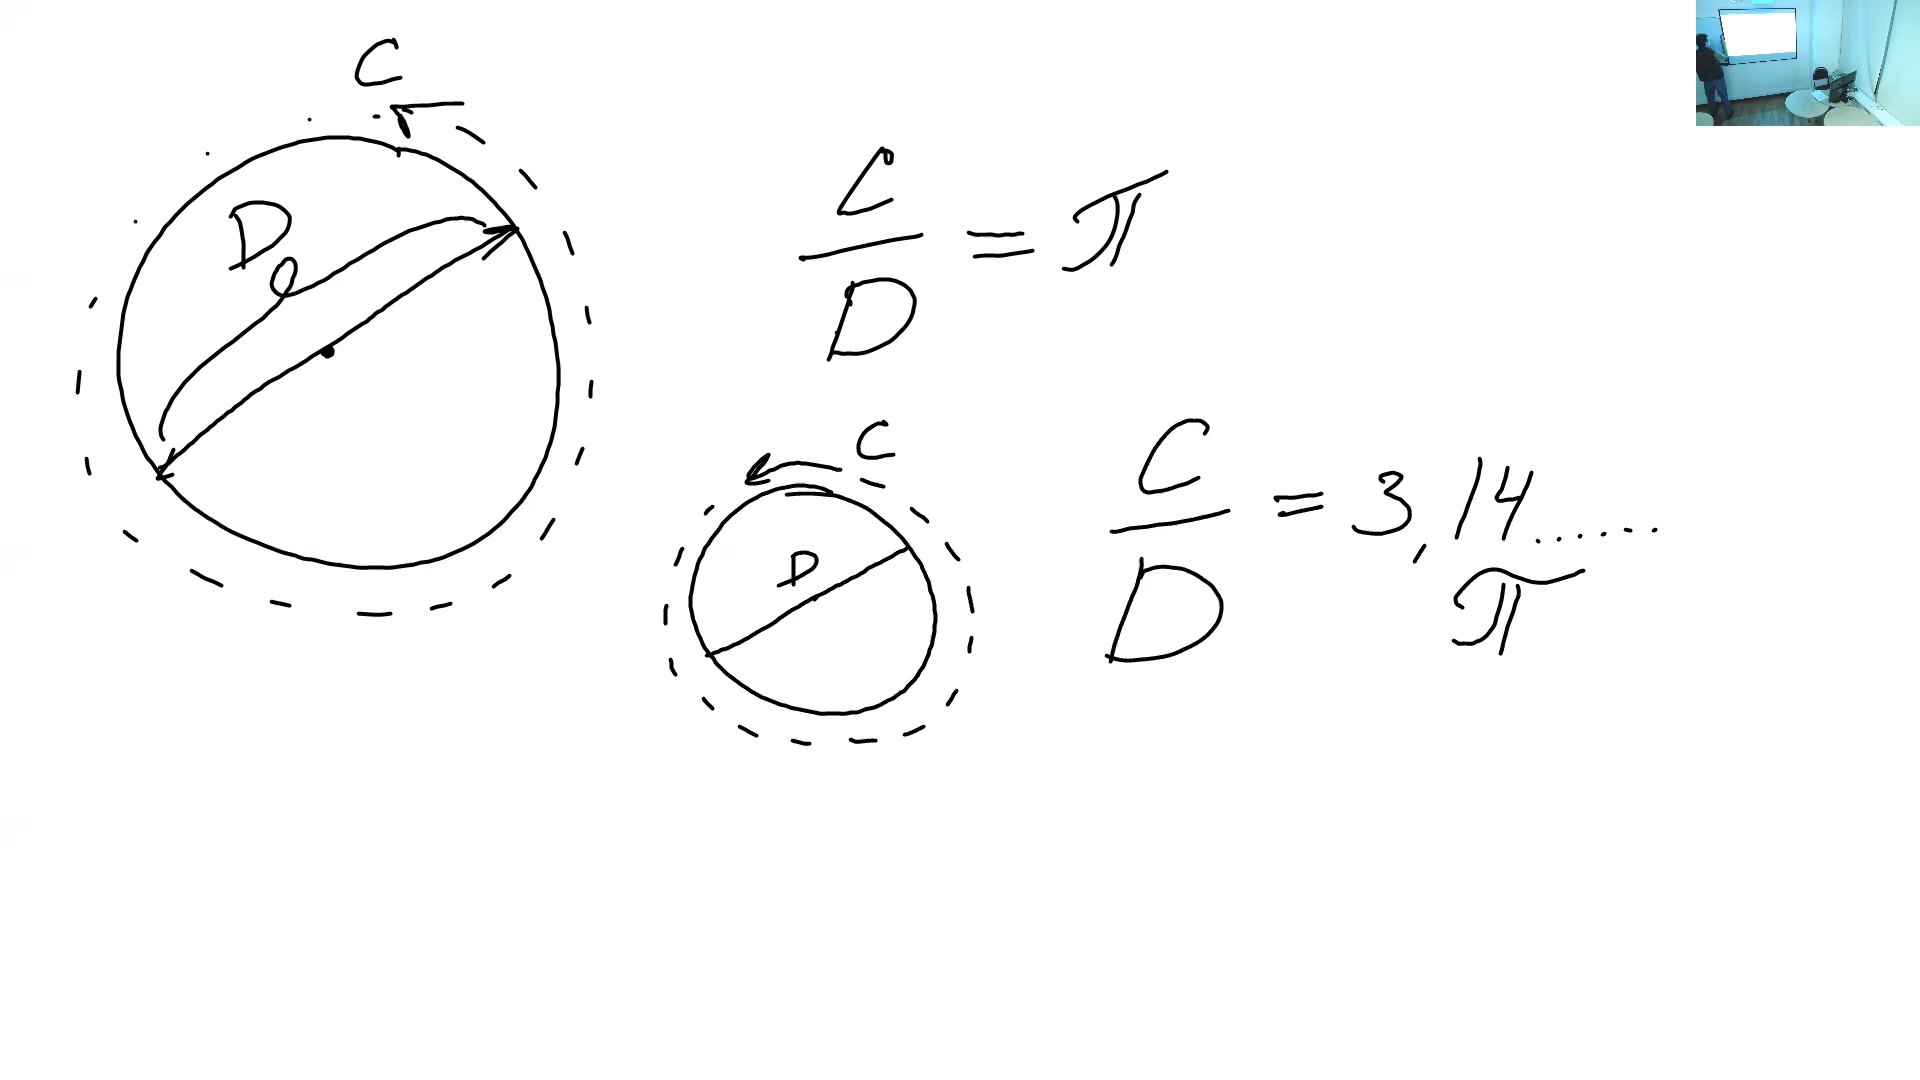 C
D
C/D = π
C
D
C/D = 3,14......
π